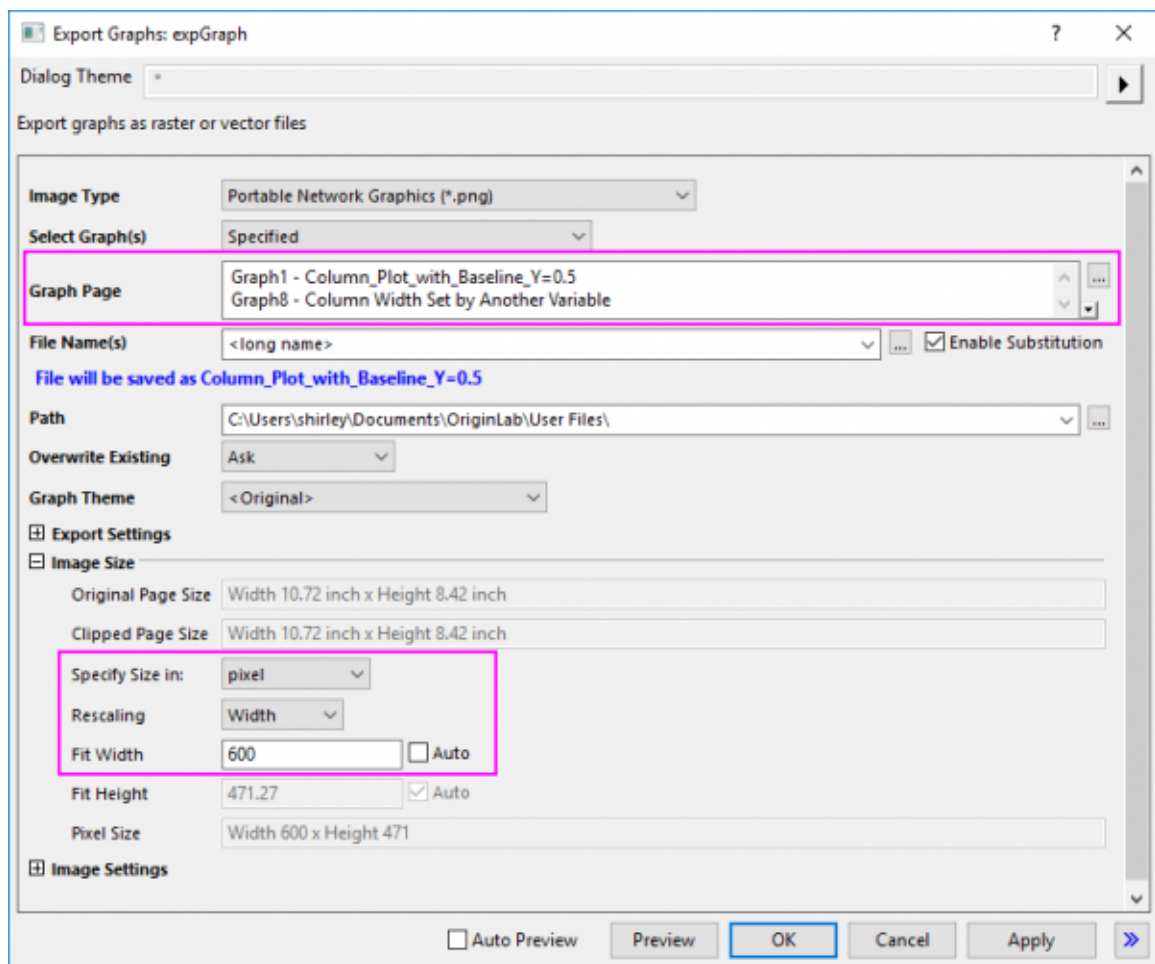 Export Graphs: expGraph
Dialog Theme *
Export graphs as raster or vector files
Image Type Portable Network Graphics (*.png)
Select Graph(s) Specified
Graph Page Graph1 - Column_Plot_with_Baseline_Y=0.5
Graph8 - Column Width Set by Another Variable
File Name(s) <long name> ... Enable Substitution
File will be saved as Column_Plot_with_Baseline_Y=0.5
Path C:\Users\shirley\Documents\OriginLab\User Files\ ...
Overwrite Existing Ask
Graph Theme <Original>
Export Settings
Image Size
Original Page Size Width 10.72 inch x Height 8.42 inch
Clipped Page Size Width 10.72 inch x Height 8.42 inch
Specify Size in: pixel
Rescaling Width
Fit Width 600 Auto
Fit Height 471.27 Auto
Pixel Size Width 600 x Height 471
Image Settings
Auto Preview Preview OK Cancel Apply